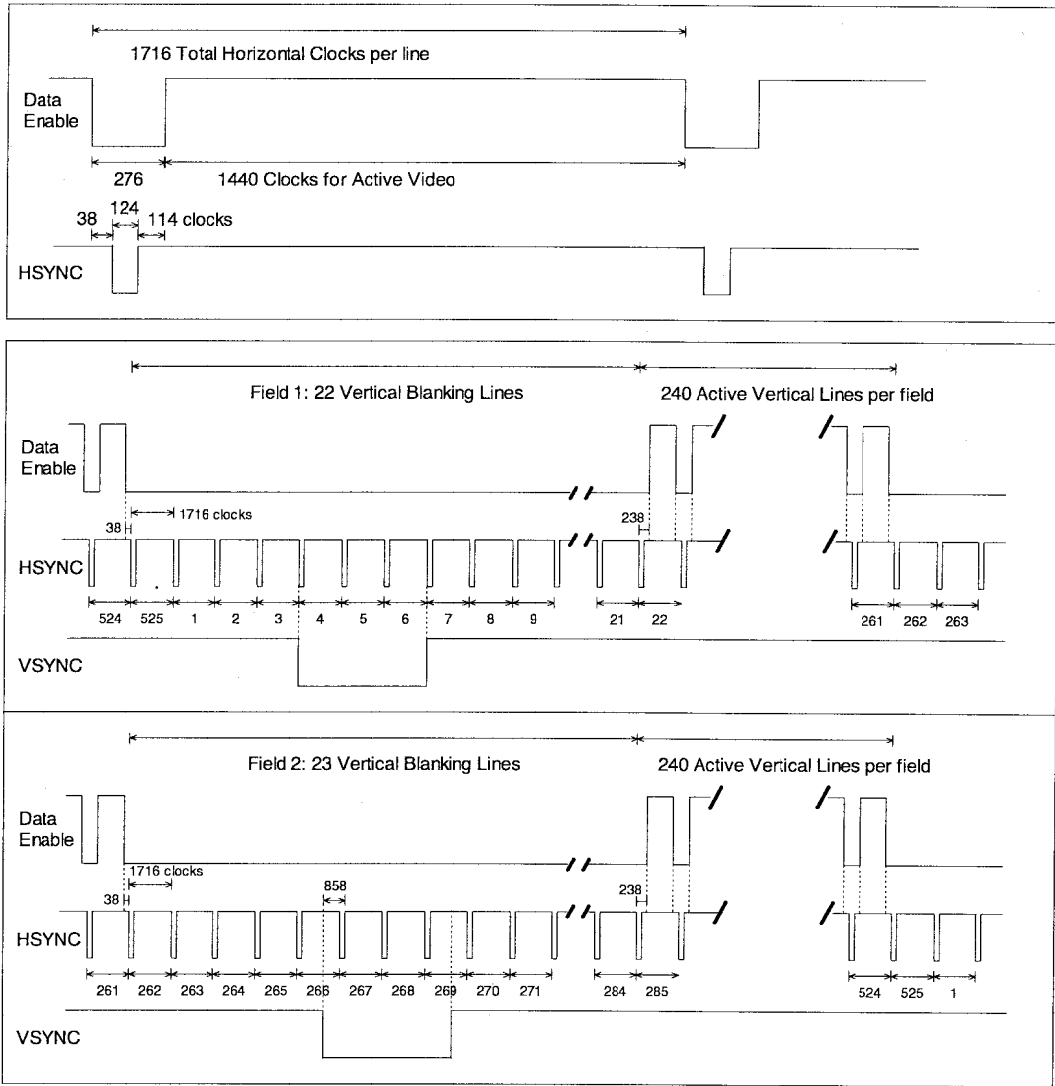 1716 Total Horizontal Clocks per line
Data
Enable
276
1440 Clocks for Active Video
124
38
114 clocks
HSYNC
Field 1: 22 Vertical Blanking Lines
240 Active Vertical Lines per field
Data
Enable
1716 clocks
38
238
HSYNC
524 525 1 2 3 4 5 6 7 8 9 21 22 261 262 263
VSYNC
Field 2: 23 Vertical Blanking Lines
240 Active Vertical Lines per field
Data
Enable
1716 clocks
38
858
238
HSYNC
261 262 263 264 265 266 267 268 269 270 271 284 285 524 525 1
VSYNC